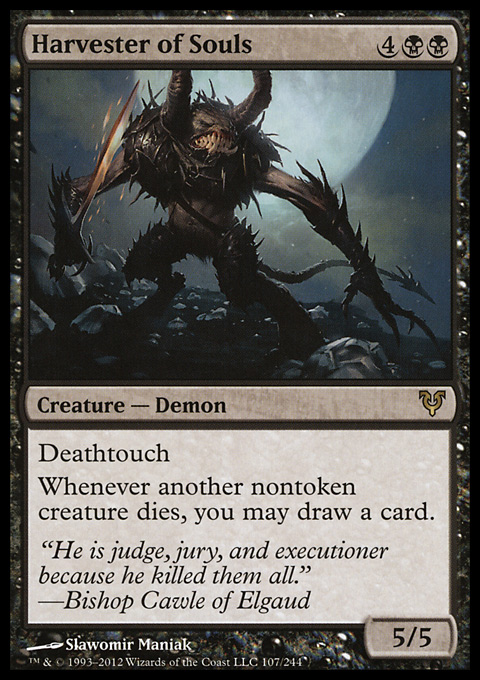 Harvester of Souls 4
Creature — Demon
Deathtouch
Whenever another nontoken
creature dies, you may draw a card.
“He is judge, jury, and executioner
because he killed them all.”
—Bishop Cawle of Elgaud
5/5
Sławomir Maniak
™ & © 1993–2012 Wizards of the Coast LLC 107/244